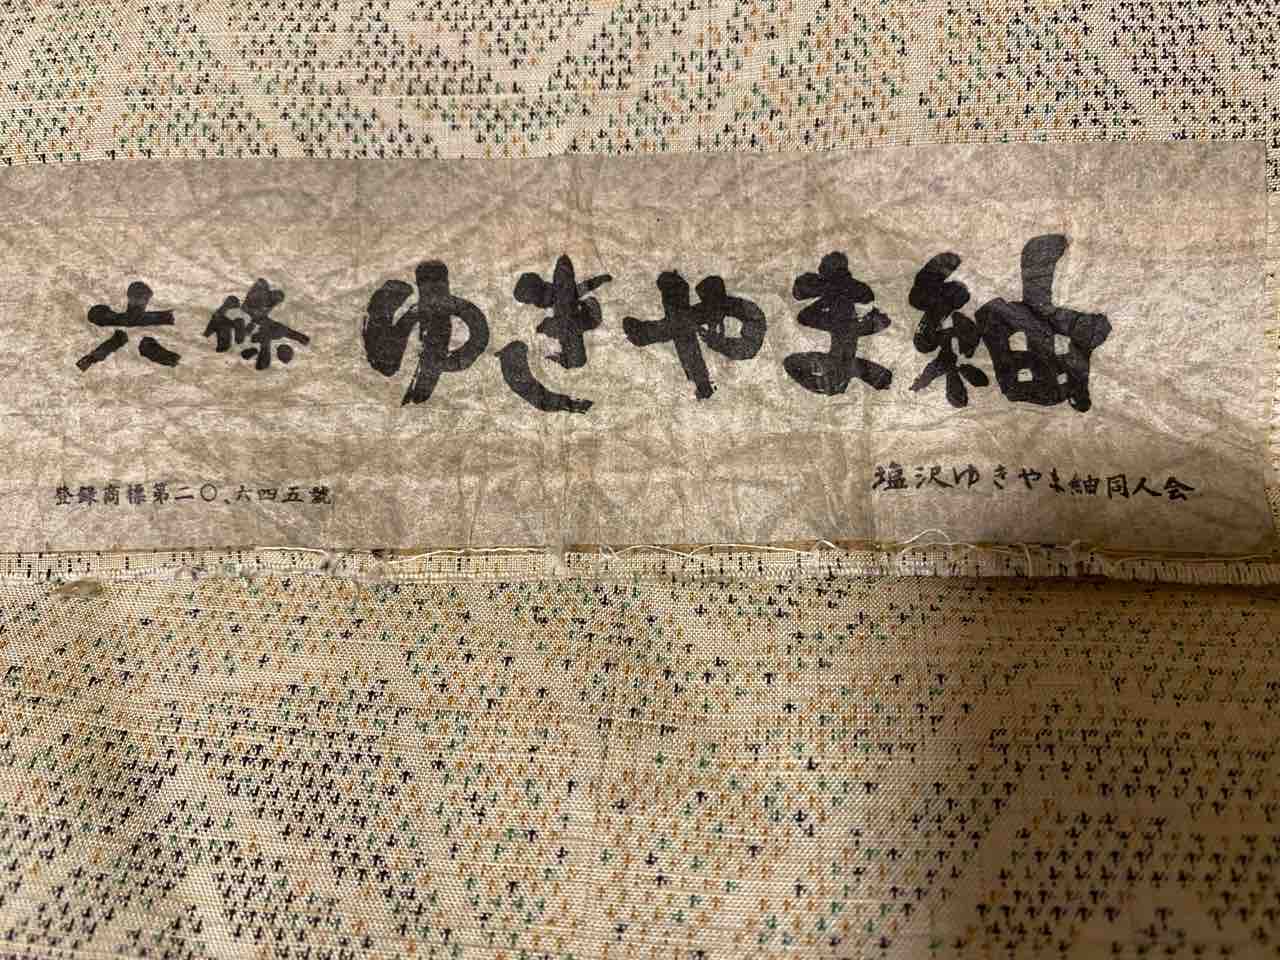 六條 ゆきやま紬
登録商標第二〇、六四五號
塩沢ゆきやま紬同人会